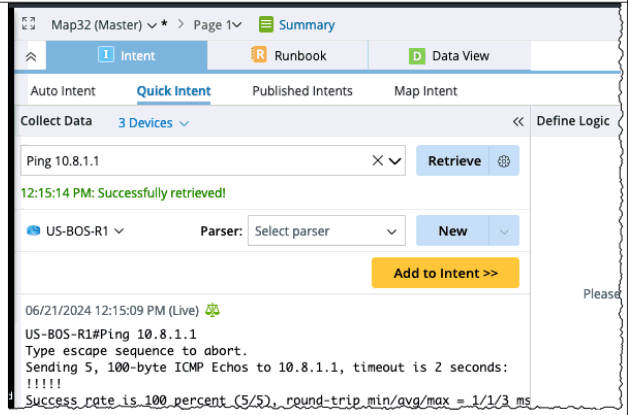 Map32 (Master) * > Page 1 Summary
I Intent R Runbook D Data View
Auto Intent Quick Intent Published Intents Map Intent
Collect Data 3 Devices Define Logic
Ping 10.8.1.1 Retrieve
12:15:14 PM: Successfully retrieved!
US-BOS-R1 Parser: Select parser New
Add to Intent >>
Please
06/21/2024 12:15:09 PM (Live)
US-BOS-R1#Ping 10.8.1.1
Type escape sequence to abort.
Sending 5, 100-byte ICMP Echos to 10.8.1.1, timeout is 2 seconds:
!!!!!
Success rate is 100 percent (5/5), round-trip min/avg/max = 1/1/3 ms